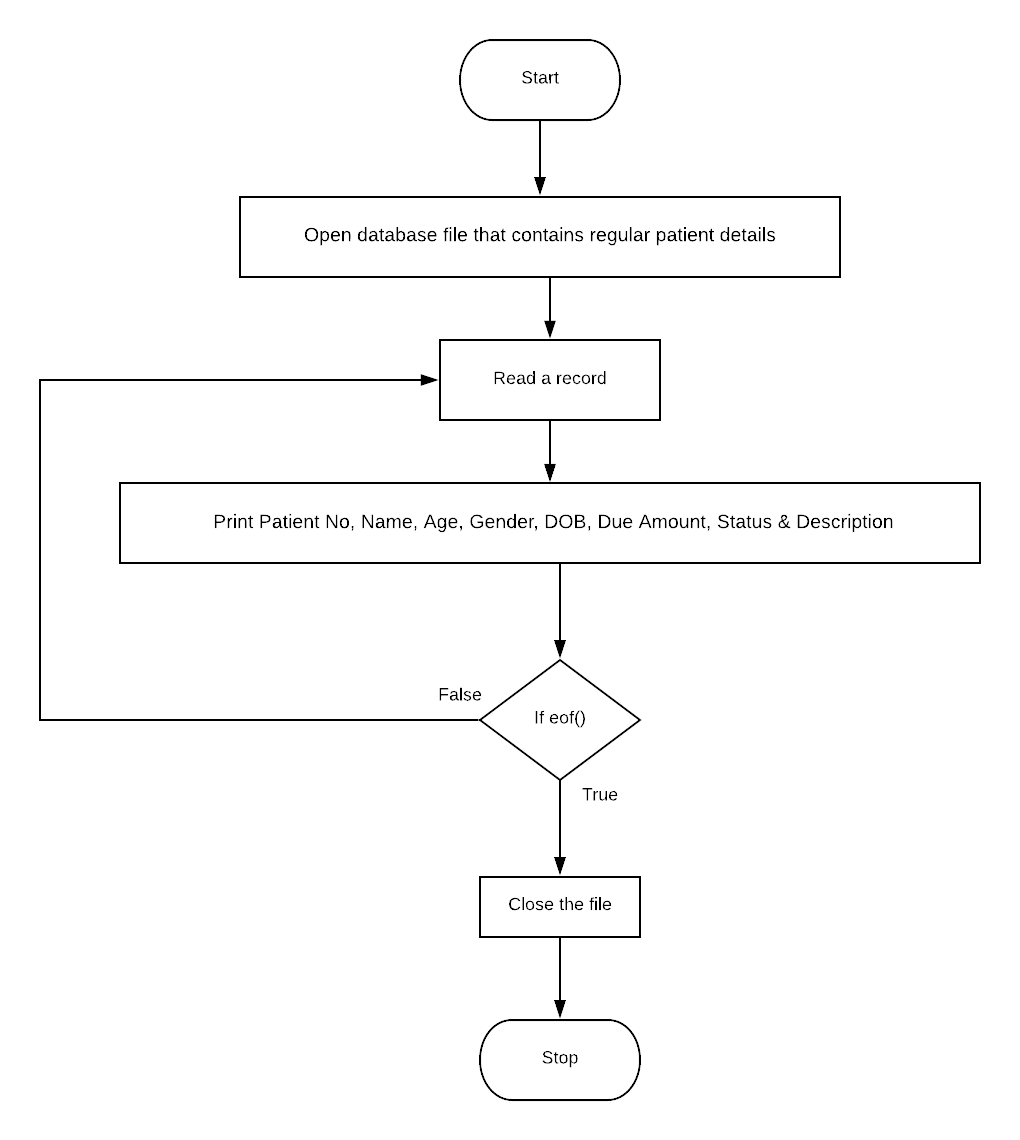 Start
Open database file that contains regular patient details
Read a record
Print Patient No, Name, Age, Gender, DOB, Due Amount, Status & Description
False
If eof()
True
Close the file
Stop